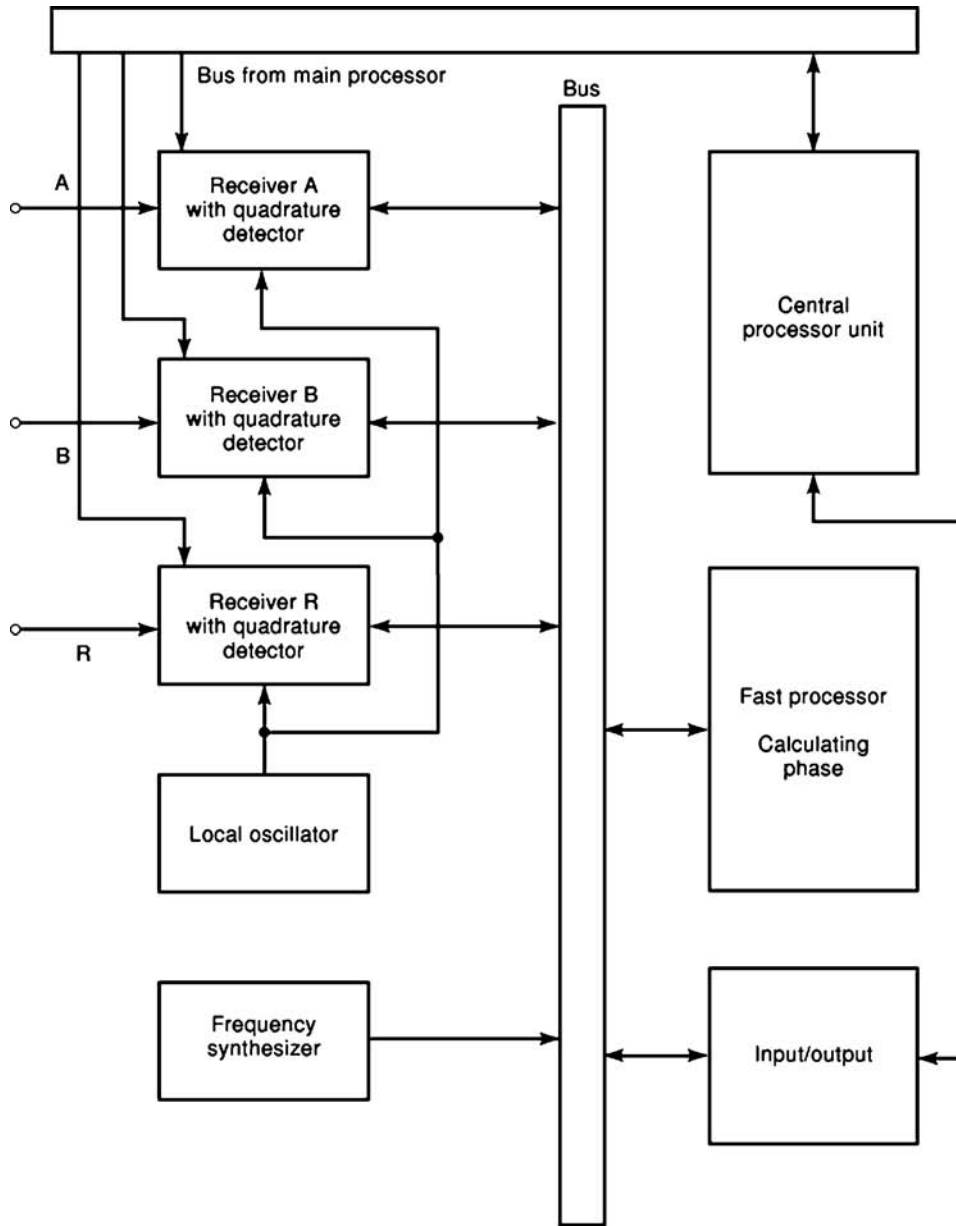 Bus from main processor
Bus
A
Receiver A
with quadrature
detector
Central
processor unit
Receiver B
with quadrature
detector
B
Receiver R
with quadrature
detector
R
Fast processor
Calculating
phase
Local oscillator
Frequency
synthesizer
Input/output